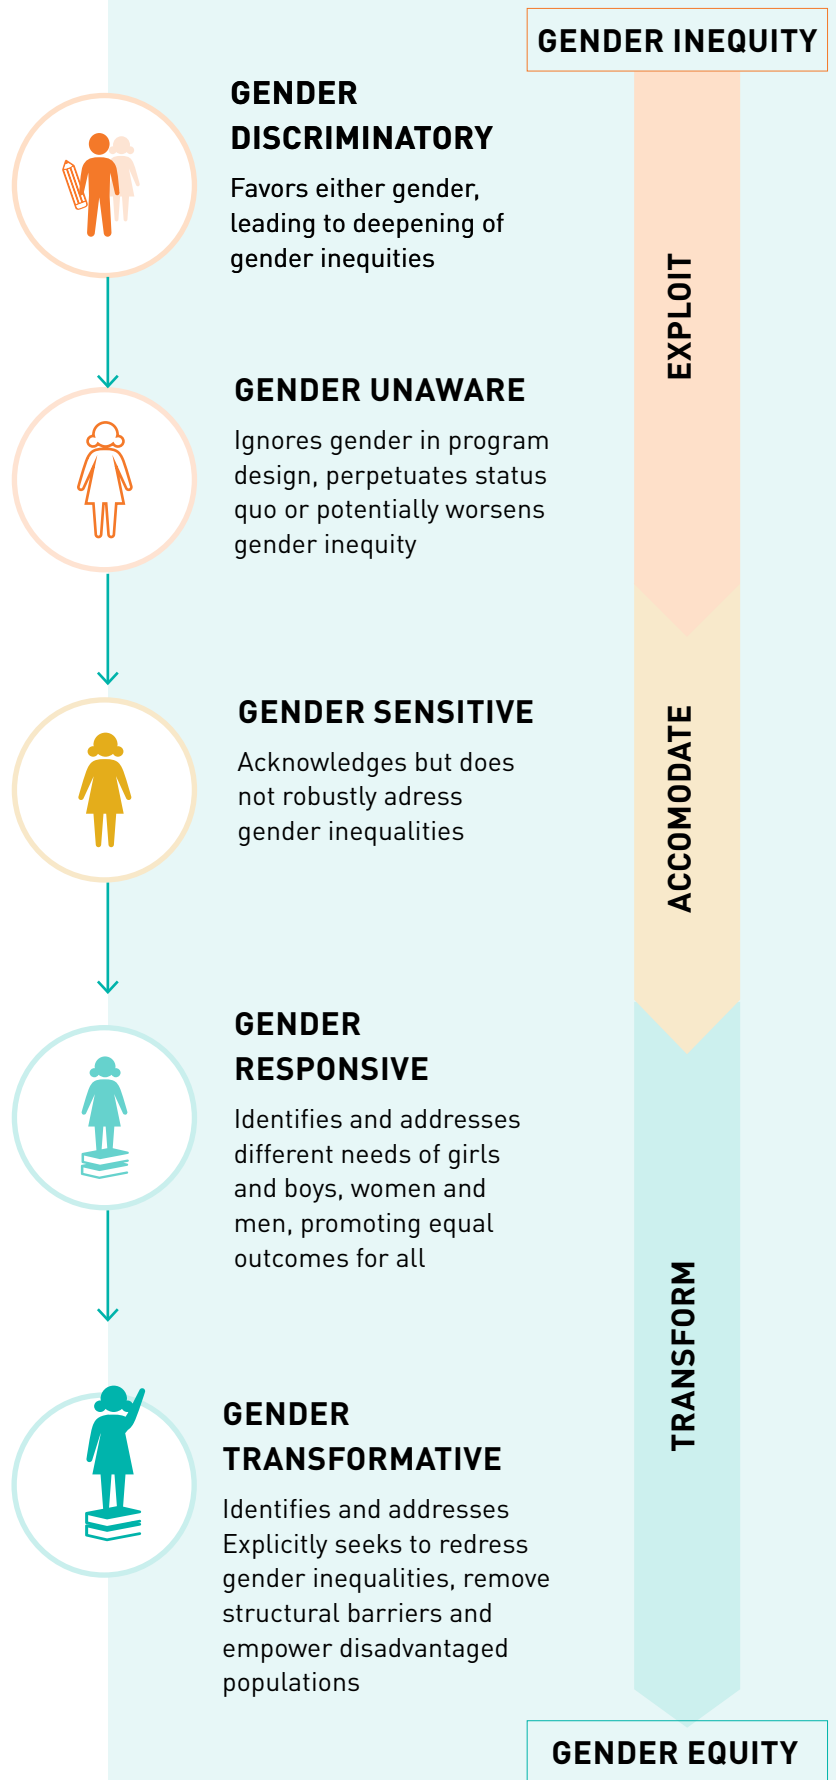 GENDER INEQUITY
GENDER
DISCRIMINATORY
Favors either gender,
leading to deepening of
gender inequities
EXPLOIT
GENDER UNAWARE
Ignores gender in program
design, perpetuates status
quo or potentially worsens
gender inequity
GENDER SENSITIVE
Acknowledges but does
not robustly adress
gender inequalities
ACCOMODATE
GENDER
RESPONSIVE
Identifies and addresses
different needs of girls
and boys, women and
men, promoting equal
outcomes for all
TRANSFORM
GENDER
TRANSFORMATIVE
Identifies and addresses
Explicitly seeks to redress
gender inequalities, remove
structural barriers and
empower disadvantaged
populations
GENDER EQUITY